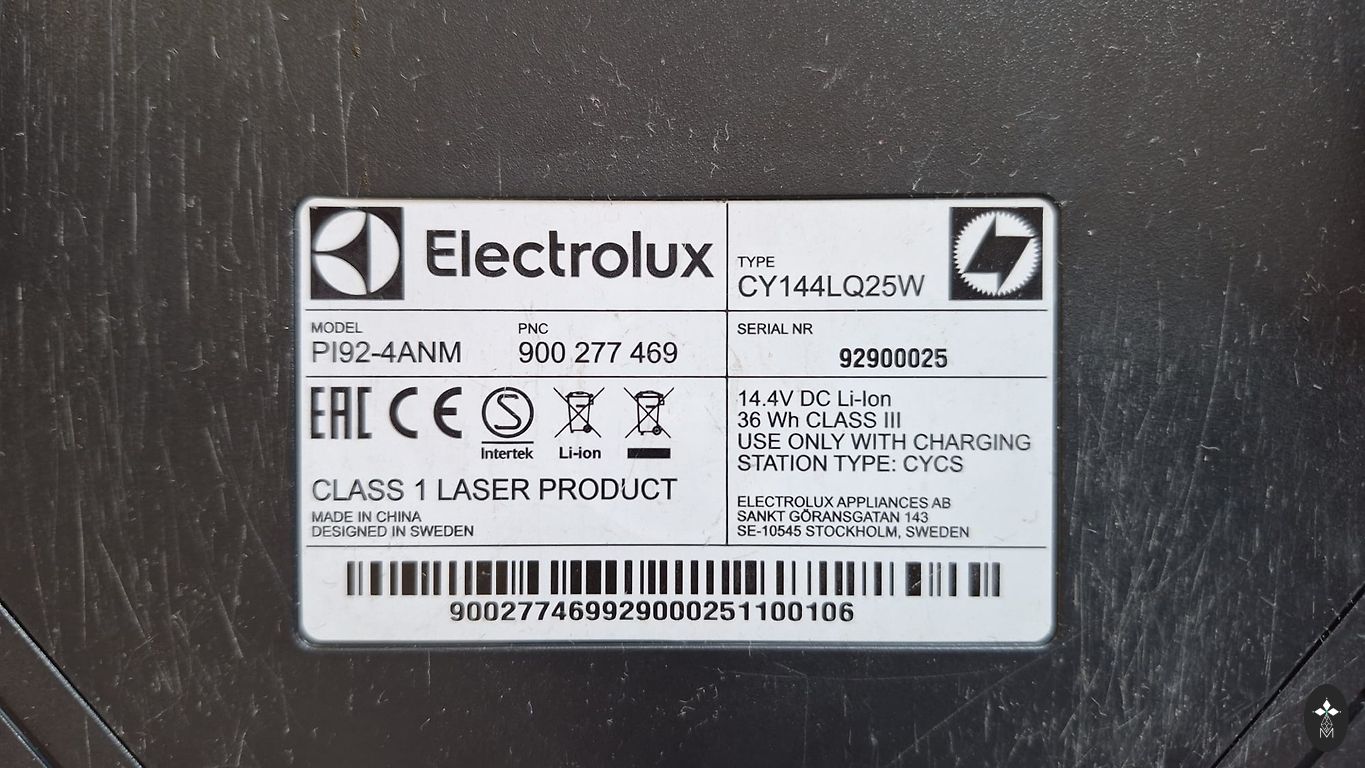 Electrolux
TYPE
CY144LQ25W
MODEL
PI92-4ANM
PNC
900 277 469
SERIAL NR
92900025
EAC CE
Intertek
Li-ion
CLASS 1 LASER PRODUCT
MADE IN CHINA
DESIGNED IN SWEDEN
14.4V DC Li-Ion
36 Wh CLASS III
USE ONLY WITH CHARGING
STATION TYPE: CYCS
ELECTROLUX APPLIANCES AB
SANKT GÖRANSGATAN 143
SE-10545 STOCKHOLM, SWEDEN
900277469929000251100106
M